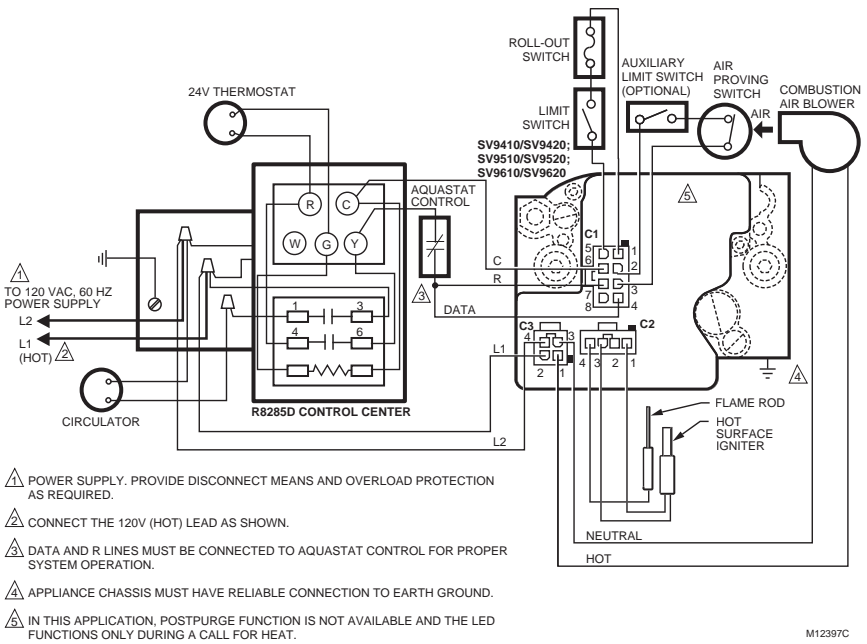 ROLL-OUT
SWITCH
AUXILIARY
LIMIT SWITCH
(OPTIONAL)
AIR
PROVING
SWITCH
COMBUSTION
AIR BLOWER
24V THERMOSTAT
LIMIT
SWITCH
AIR
SV9410/SV9420;
SV9510/SV9520;
SV9610/SV9620
AQUASTAT
CONTROL
5
R
C
W
G
Y
C1
5
1
6
2
7
3
8
4
C
R
3
DATA
1
TO 120 VAC, 60 HZ
POWER SUPPLY
L2
L1
(HOT)
2
1
3
4
6
C3
4
3
2
1
C2
4
3
2
1
L1
4
CIRCULATOR
R8285D CONTROL CENTER
FLAME ROD
HOT
SURFACE
IGNITER
L2
NEUTRAL
HOT
1 POWER SUPPLY. PROVIDE DISCONNECT MEANS AND OVERLOAD PROTECTION
AS REQUIRED.
2 CONNECT THE 120V (HOT) LEAD AS SHOWN.
3 DATA AND R LINES MUST BE CONNECTED TO AQUASTAT CONTROL FOR PROPER
SYSTEM OPERATION.
4 APPLIANCE CHASSIS MUST HAVE RELIABLE CONNECTION TO EARTH GROUND.
5 IN THIS APPLICATION, POSTPURGE FUNCTION IS NOT AVAILABLE AND THE LED
FUNCTIONS ONLY DURING A CALL FOR HEAT.
M12397C